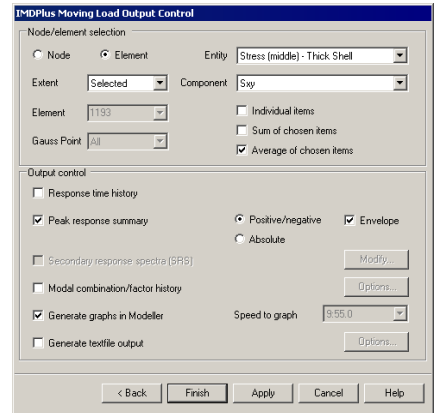 IMDPlus Moving Load Output Control
Node/element selection
Node Element Entity Stress (middle) - Thick Shell
Extent Selected Component Sxy
Element 1193 Individual items
Sum of chosen items
Gauss Point All Average of chosen items
Output control
Response time history
Peak response summary Positive/negative Envelope
Absolute
Secondary response spectra (SRS) Modify...
Modal combination/factor history Options...
Generate graphs in Modeller Speed to graph 9:55.0
Generate textfile output Options...
< Back Finish Apply Cancel Help